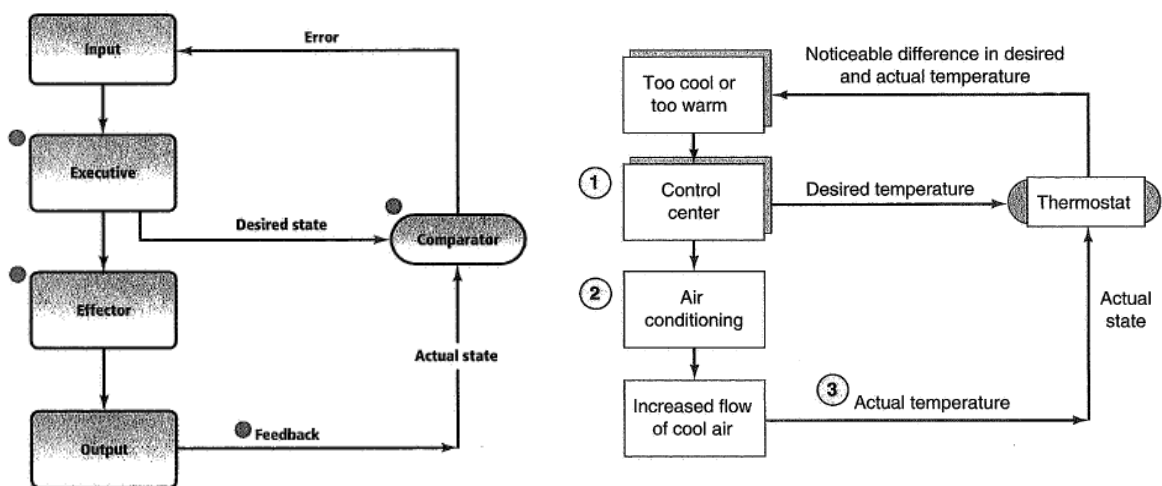 Input
Error
Executive
Desired state
Comparator
Effector
Actual state
Output
Feedback
Noticeable difference in desired
and actual temperature
Too cool or
too warm
1
Control
center
Desired temperature
Thermostat
2
Air
conditioning
Actual
state
Increased flow
of cool air
3
Actual temperature